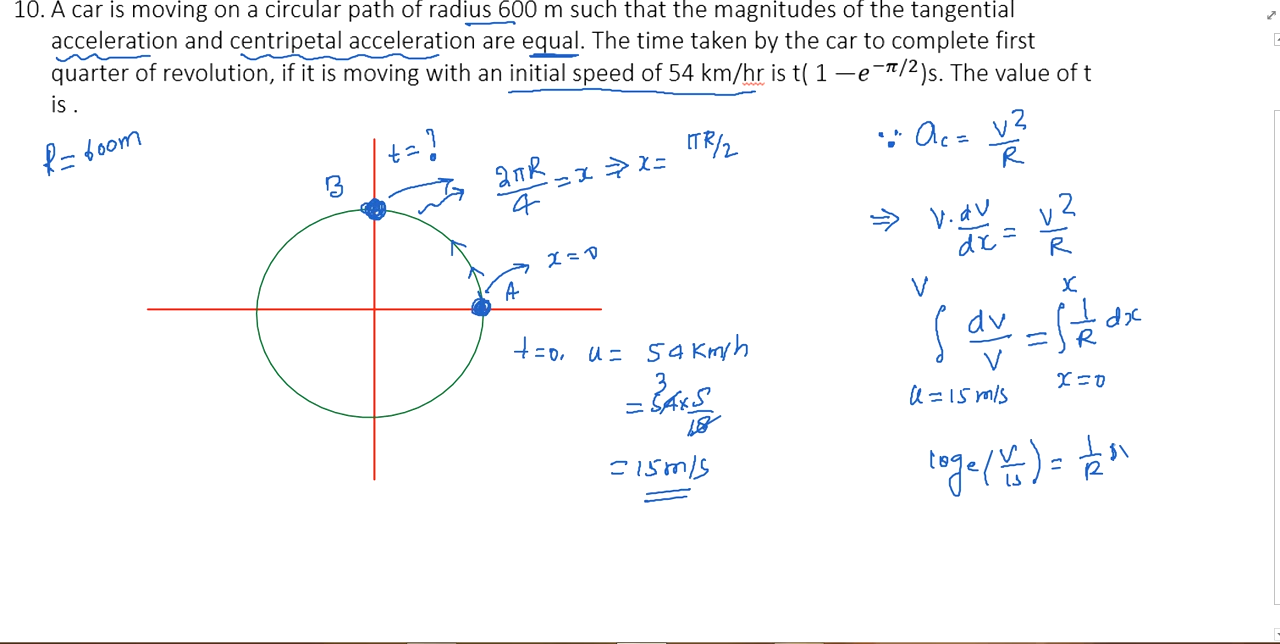 10. A car is moving on a circular path of radius 600 m such that the magnitudes of the tangential
acceleration and centripetal acceleration are equal. The time taken by the car to complete first
quarter of revolution, if it is moving with an initial speed of 54 km/hr is t( 1 —e^−π/2)s. The value of t
is .
R = 600m
t = ?
B
2πR/4 = x ⇒ x = πR/2
x = 0
A
t=0, u = 54 Km/h
= 54 x 5/18
3
= 15 m/s
∵ ac = v²/R
⇒ v.dv/dx = v²/R
v x
∫ dv/v = ∫ 1/R dx
u = 15 m/s x = 0
loge (v/15) = 1/R x